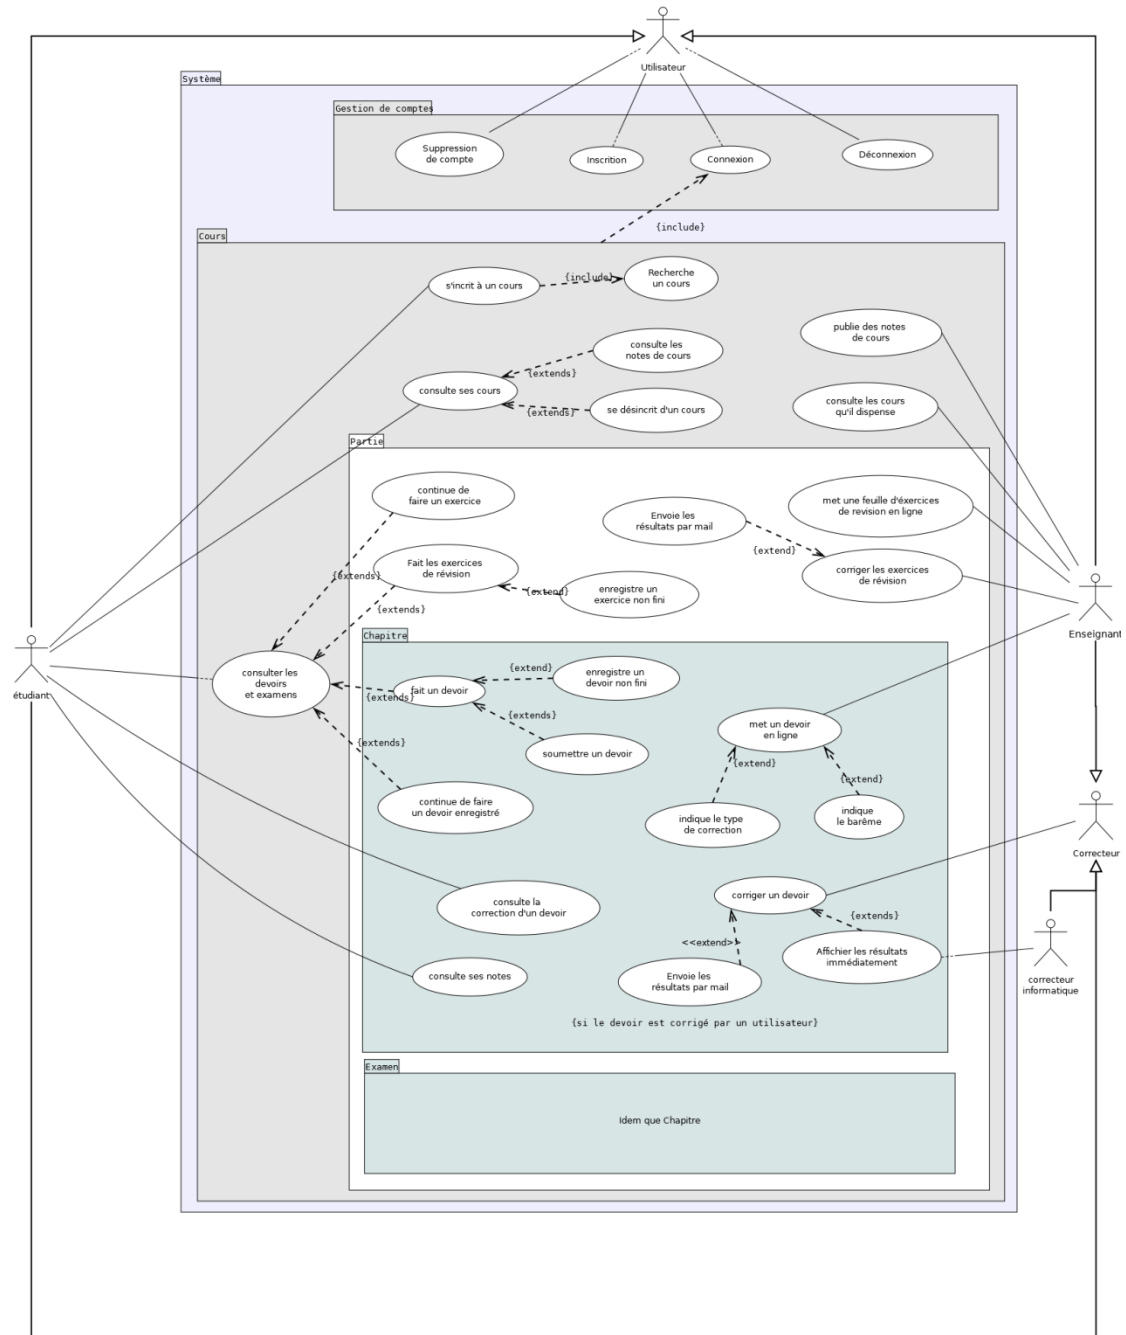 Utilisateur
Système
Gestion de comptes
Suppression
de compte
Inscrition
Connexion
Déconnexion
{include}
Cours
s'incrit à un cours
{include}
Recherche
un cours
publie des notes
de cours
consulte les
notes de cours
{extends}
consulte ses cours
{extends}
se désincrit d'un cours
consulte les cours
qu'il dispense
Partie
continue de
faire un exercice
Envoie les
résultats par mail
met une feuille d'éxercices
de revision en ligne
{extend}
Fait les exercices
de révision
corriger les exercices
de révision
{extends}
{extend}
enregistre un
exercice non fini
{extends}
Enseignant
Chapitre
étudiant
consulter les
devoirs
et examens
{extend}
enregistre un
devoir non fini
fait un devoir
{extends}
{extends}
met un devoir
en ligne
{extends}
soumettre un devoir
{extend}
{extend}
continue de faire
un devoir enregistré
indique le type
de correction
indique
le barême
Correcteur
corriger un devoir
consulte la
correction d'un devoir
{extends}
<<extend>>
Affichier les résultats
immédiatement
consulte ses notes
Envoie les
résultats par mail
correcteur
informatique
{si le devoir est corrigé par un utilisateur}
Examen
Idem que Chapitre